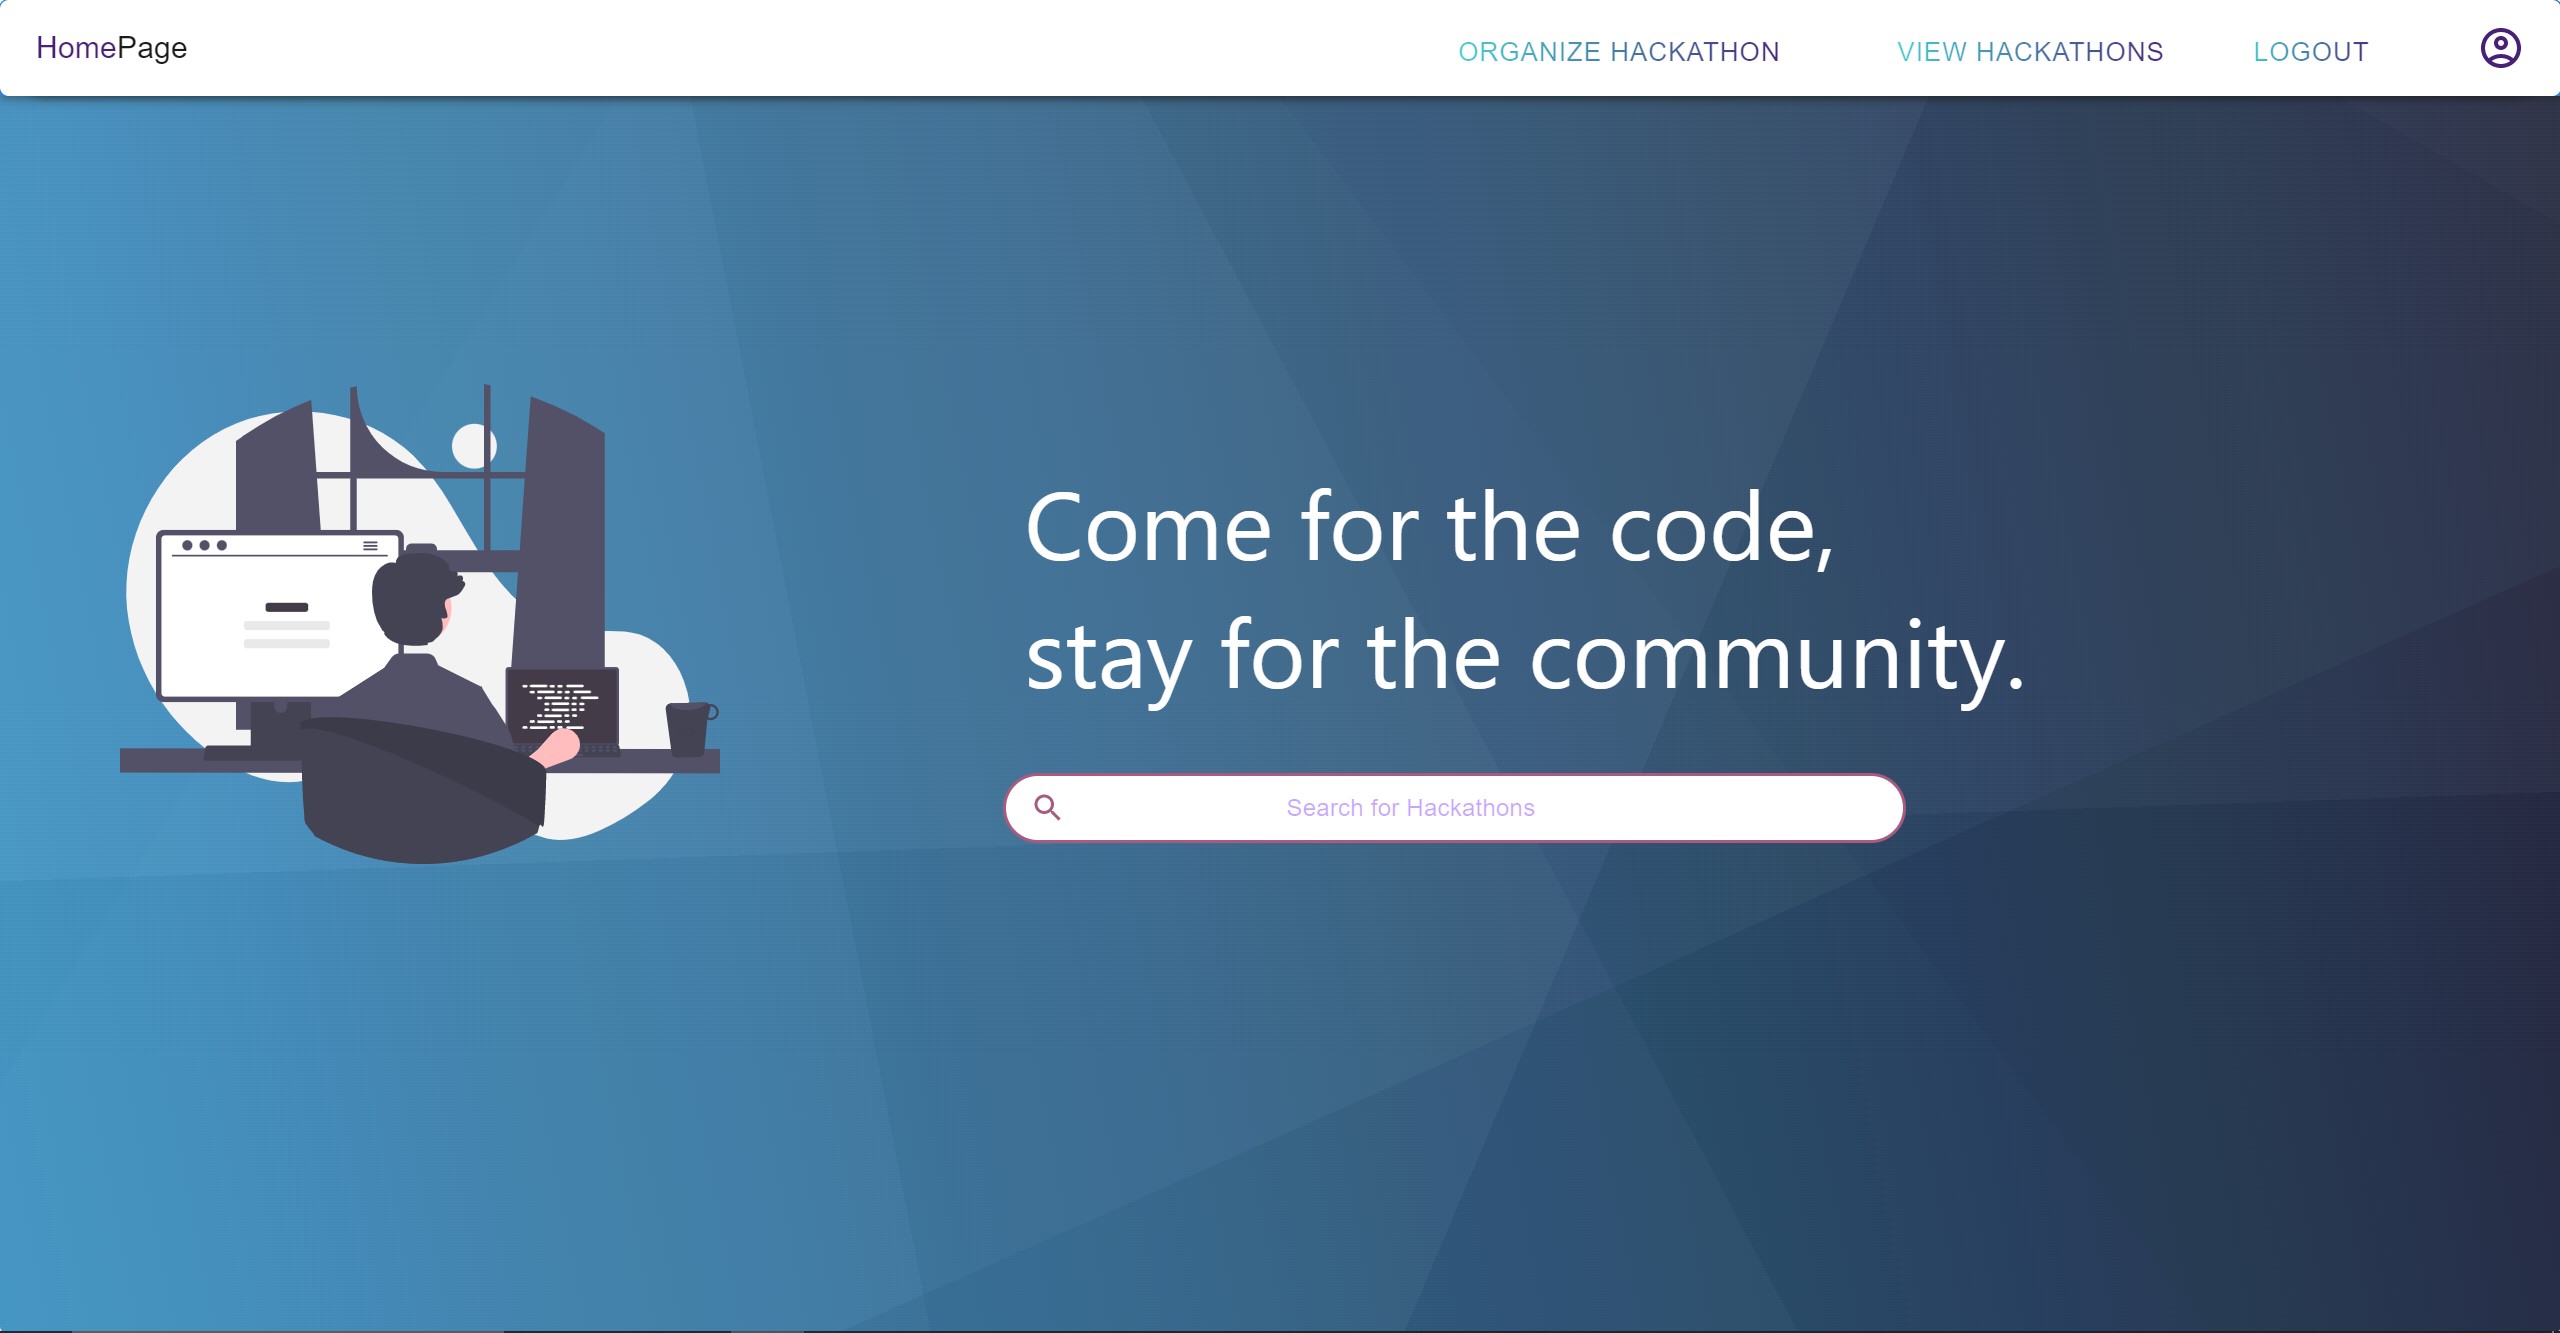 HomePage
ORGANIZE HACKATHON
VIEW HACKATHONS
LOGOUT
Come for the code,
stay for the community.
Search for Hackathons